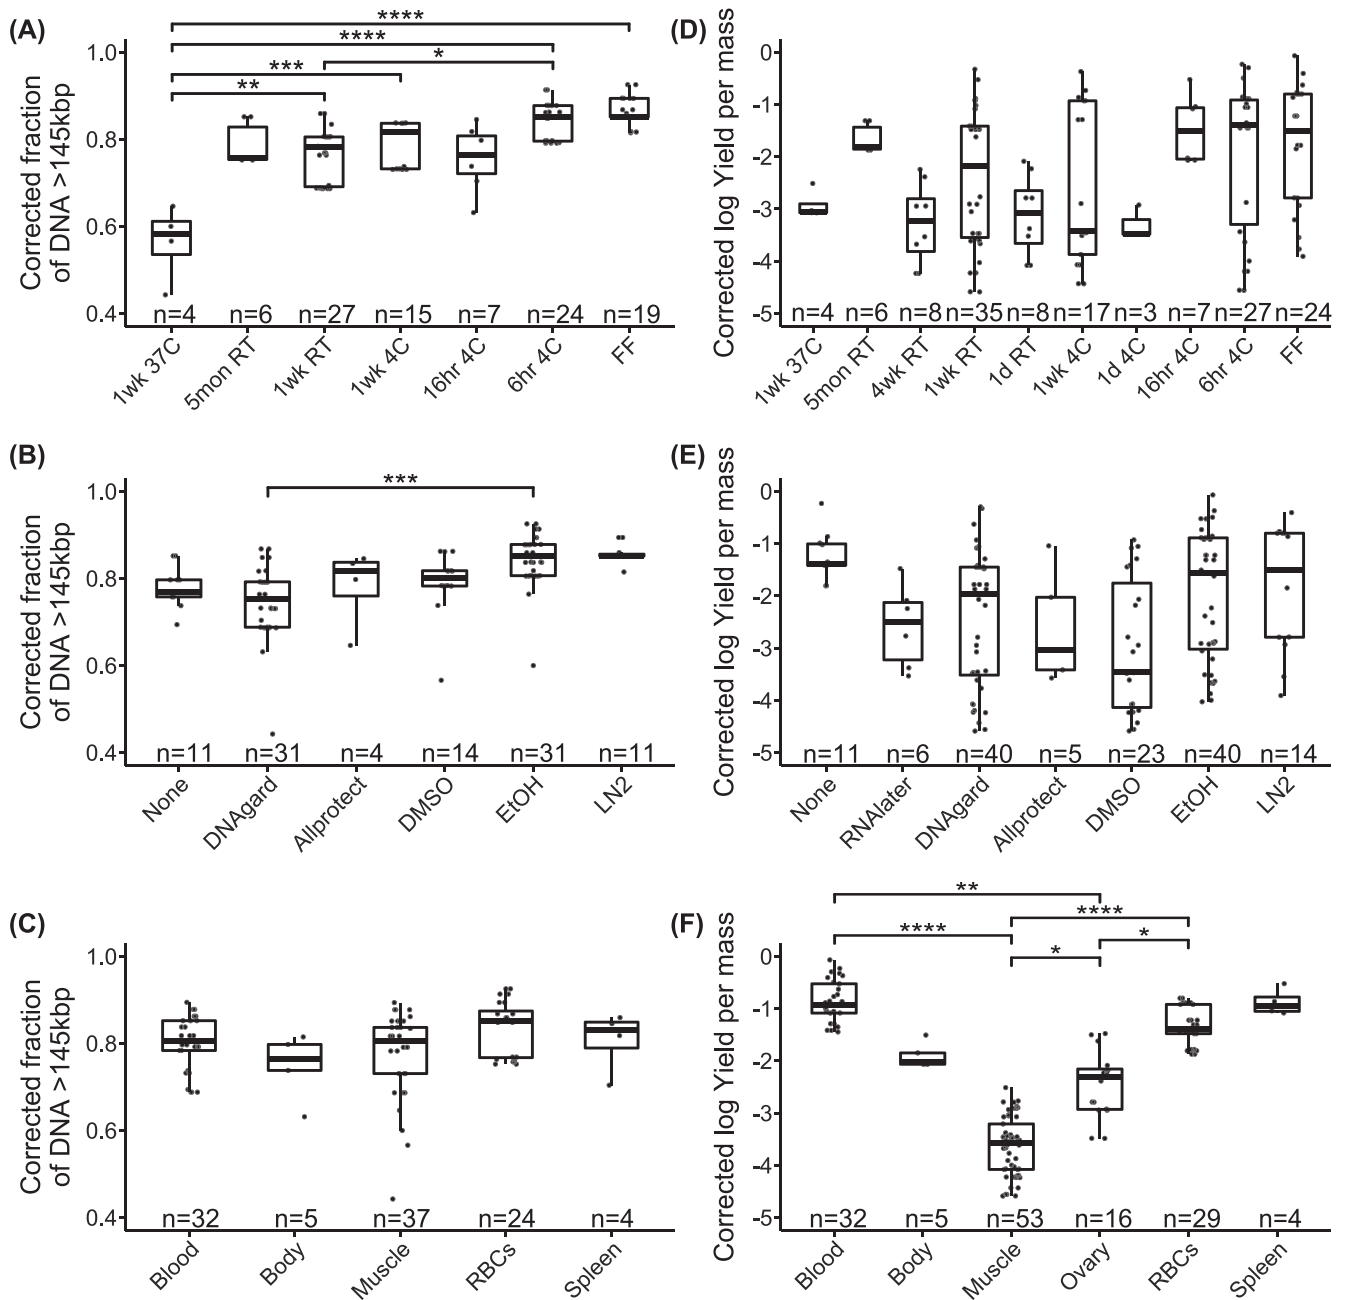 (A)
****
****
***
*
**
Corrected fraction
of DNA >145kbp
1.0
0.8
0.6
0.4
n=4 n=6 n=27 n=15 n=7 n=24 n=19
1wk 37C
5mon RT
1wk RT
1wk 4C
16hr 4C
6hr 4C
FF
(D)
Corrected log Yield per mass
0
-1
-2
-3
-4
-5
n=4 n=6 n=8 n=35 n=8 n=17 n=3 n=7 n=27 n=24
1wk 37C
5mon RT
4wk RT
1wk RT
1d RT
1wk 4C
1d 4C
16hr 4C
6hr 4C
FF
(B)
***
Corrected fraction
of DNA >145kbp
1.0
0.8
0.6
0.4
n=11 n=31 n=4 n=14 n=31 n=11
None
DNAgard
Allprotect
DMSO
EtOH
LN2
(E)
Corrected log Yield per mass
0
-1
-2
-3
-4
-5
n=11 n=6 n=40 n=5 n=23 n=40 n=14
None
RNAlater
DNAgard
Allprotect
DMSO
EtOH
LN2
(C)
Corrected fraction
of DNA >145kbp
1.0
0.8
0.6
0.4
n=32 n=5 n=37 n=24 n=4
Blood
Body
Muscle
RBCs
Spleen
(F)
**
****
****
*
*
Corrected log Yield per mass
0
-1
-2
-3
-4
-5
n=32 n=5 n=53 n=16 n=29 n=4
Blood
Body
Muscle
Ovary
RBCs
Spleen